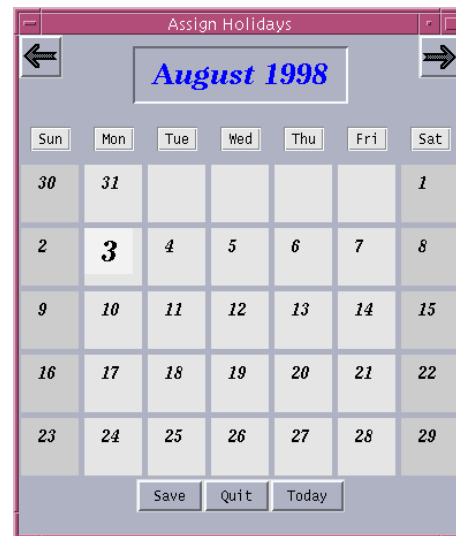 Assign Holidays
August 1998
Sun Mon Tue Wed Thu Fri Sat
30 31 1
2 3 4 5 6 7 8
9 10 11 12 13 14 15
16 17 18 19 20 21 22
23 24 25 26 27 28 29
Save Quit Today